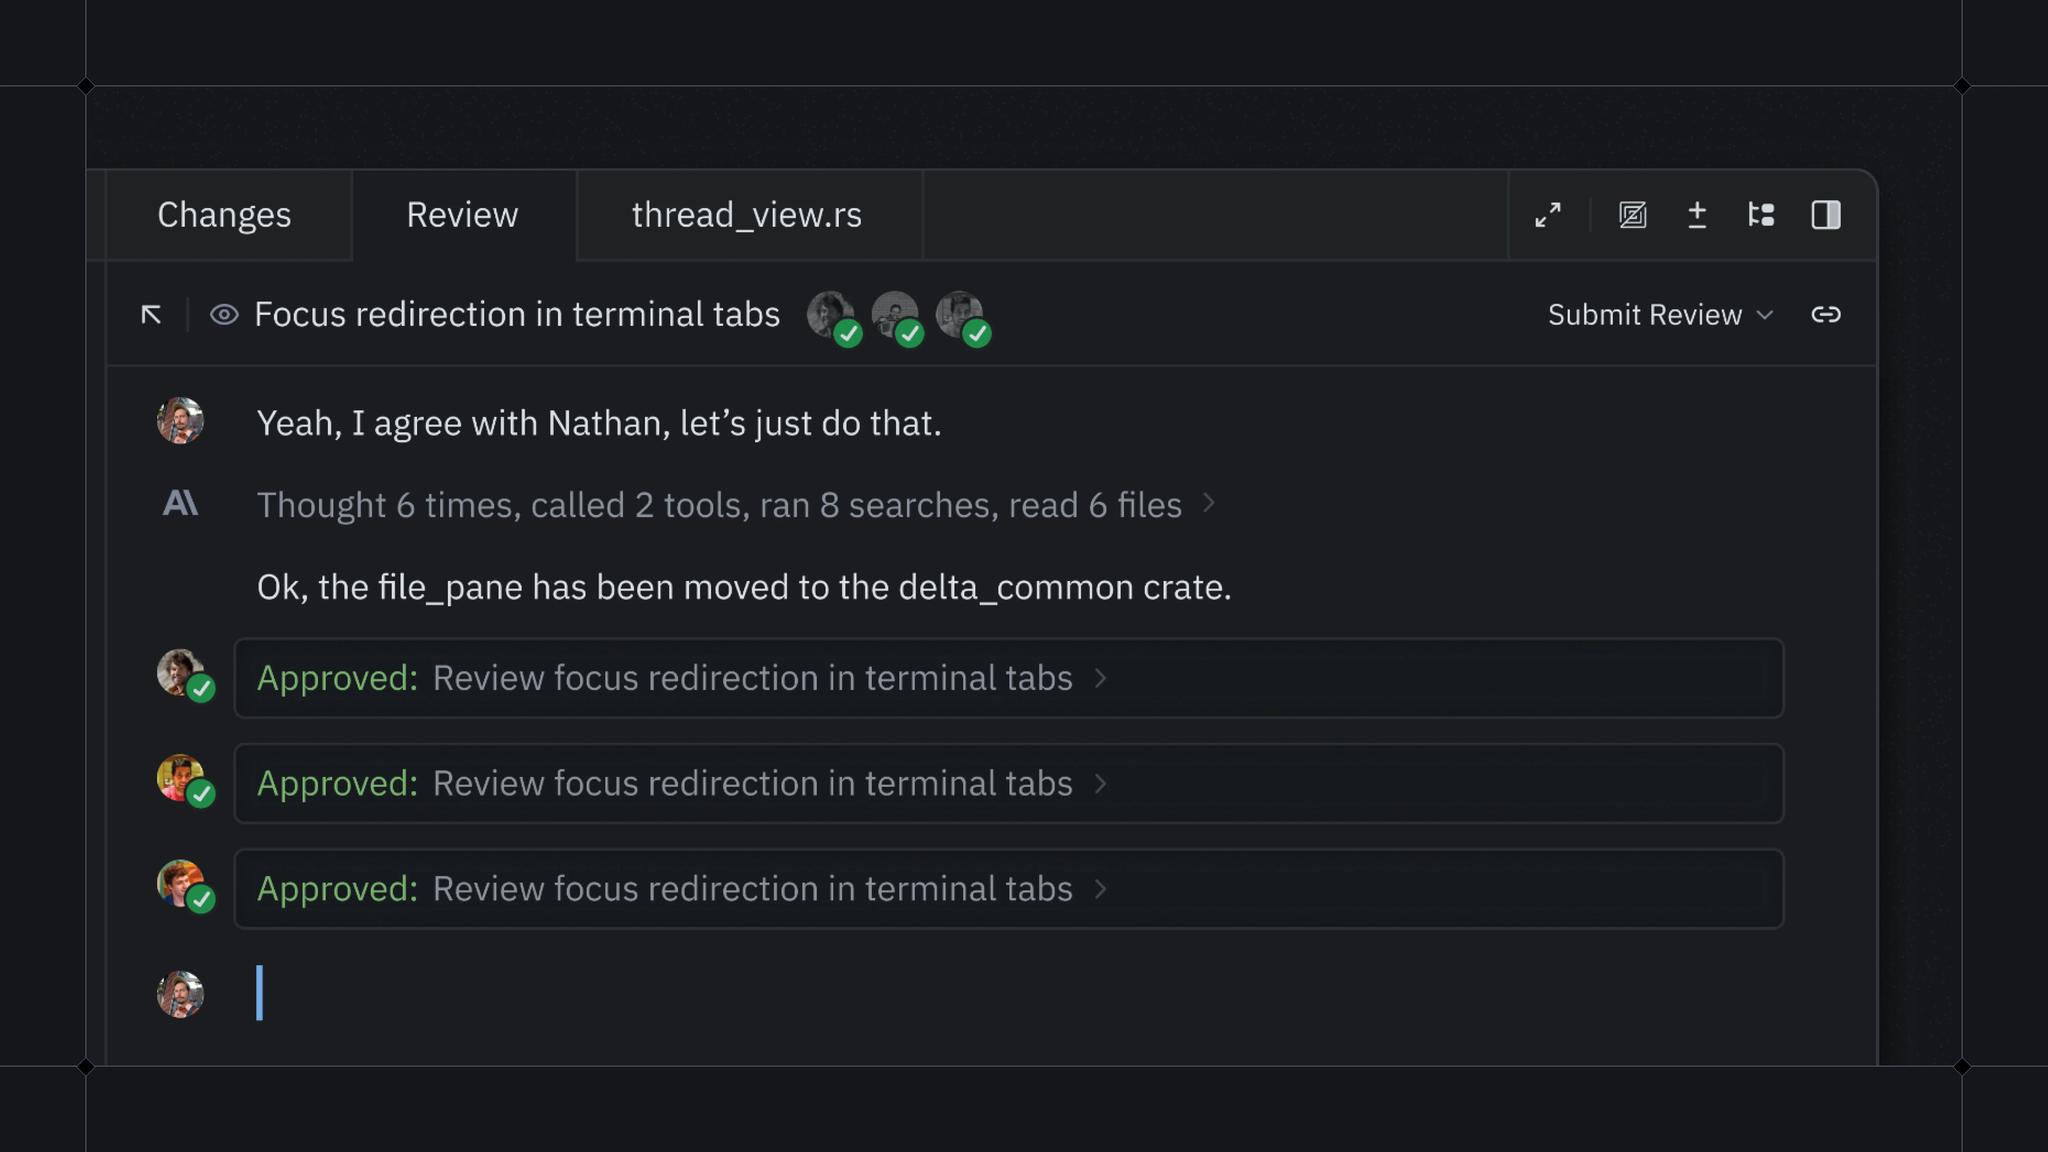 Changes
Review
thread_view.rs
Focus redirection in terminal tabs
Submit Review
Yeah, I agree with Nathan, let’s just do that.
Thought 6 times, called 2 tools, ran 8 searches, read 6 files
Ok, the file_pane has been moved to the delta_common crate.
Approved: Review focus redirection in terminal tabs
Approved: Review focus redirection in terminal tabs
Approved: Review focus redirection in terminal tabs